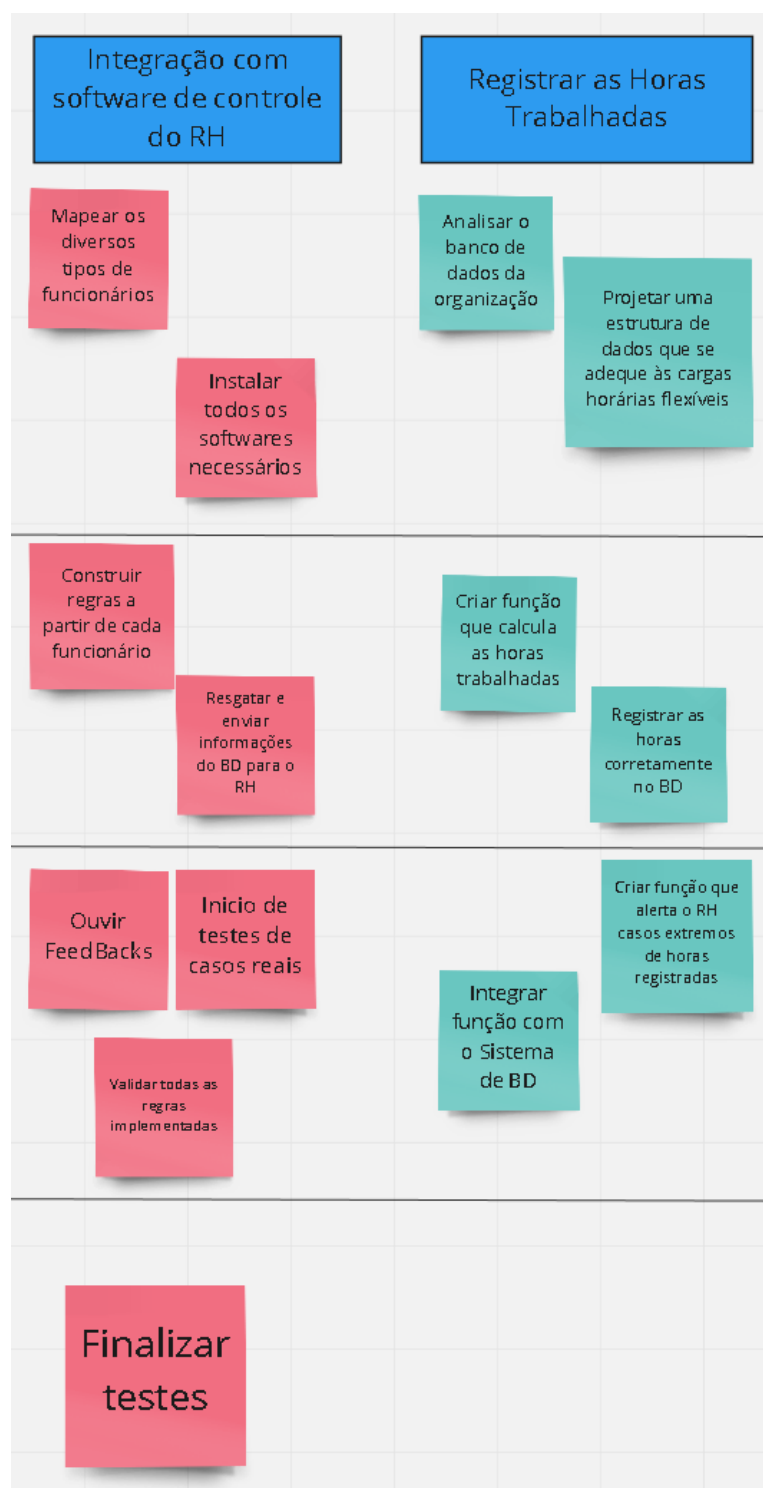 Integração com
software de controle
do RH
Registrar as Horas
Trabalhadas
Mapear os
diversos
tipos de
funcionários
Instalar
todos os
softwares
necessários
Analisar o
banco de
dados da
organização
Projetar uma
estrutura de
dados que se
adeque às cargas
horárias flexíveis
Construir
regras a
partir de cada
funcionário
Resgatar e
enviar
informações
do BD para o
RH
Criar função
que calcula
as horas
trabalhadas
Registrar as
horas
corretamente
no BD
Ouvir
FeedBacks
Inicio de
testes de
casos reais
Validar todas as
regras
implementadas
Criar função que
alerta o RH
casos extremos
de horas
registradas
Integrar
função com
o Sistema
de BD
Finalizar
testes